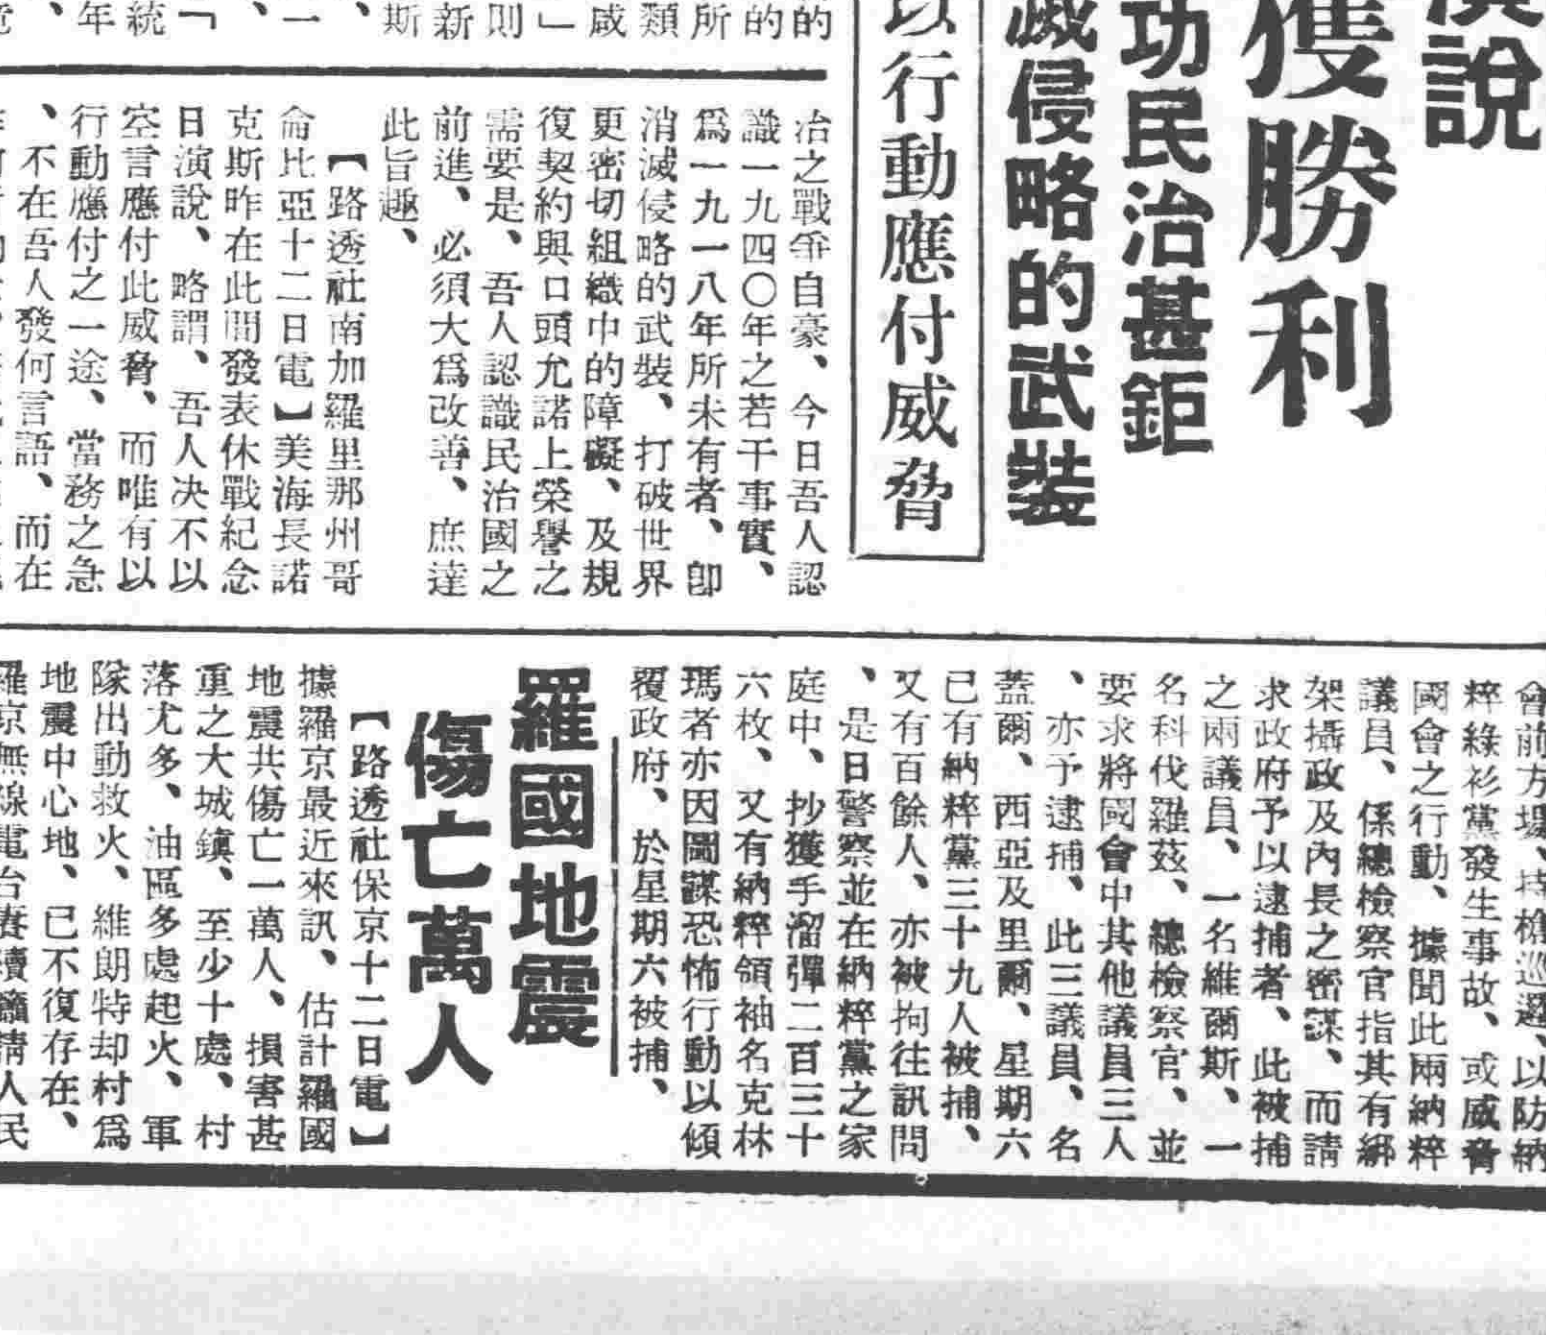 演說
獲勝利
功民治甚鉅
滅侵略的武裝
以行動應付威脅
的
的
所
類
感
」
則
新
斯
、
一
、
「
統
年
治之戰爭自豪、今日吾人認
識一九四〇年之若干事實、
爲一九一八年所未有者、卽
消滅侵略的武裝、打破世界
更密切組織中的障礙、及規
復契約與口頭允諾上榮譽之
需要是、吾人認識民治國之
前進、必須大爲改善、庶達
此旨趣、
【路透社南加羅里那州哥
侖比亞十二日電】美海長諾
克斯昨在此間發表休戰紀念
日演說、略謂、吾人決不以
空言應付此威脅、而唯有以
行動應付之一途、當務之急
、不在吾人發何言語、而在
會前方場、持槍巡邏、以防納
粹綠衫黨發生事故、或威脅
國會之行動、據聞此兩納粹
議員、係總檢察官指其有綁
架攝政及內長之密謀、而請
求政府予以逮捕者、此被捕
之兩議員、一名維爾斯、一
名科伐羅茲、總檢察官、並
要求將國會中其他議員三人
、亦予逮捕、此三議員、名
蓋爾、西亞及里爾、星期六
已有納粹黨三十九人被捕、
又有百餘人、亦被拘往訊問
、是日警察並在納粹黨之家
庭中、抄獲手溜彈二百三十
六枚、又有納粹領袖名克林
瑪者亦因圖謀恐怖行動以傾
覆政府、於星期六被捕、
羅國地震
傷亡萬人
【路透社保京十二日電】
據羅京最近來訊、估計羅國
地震共傷亡一萬人、損害甚
重之大城鎮、至少十處、村
落尤多、油區多處起火、軍
隊出動救火、維朗特却村爲
地震中心地、已不復存在、
羅京無線電台賡續籲請人民